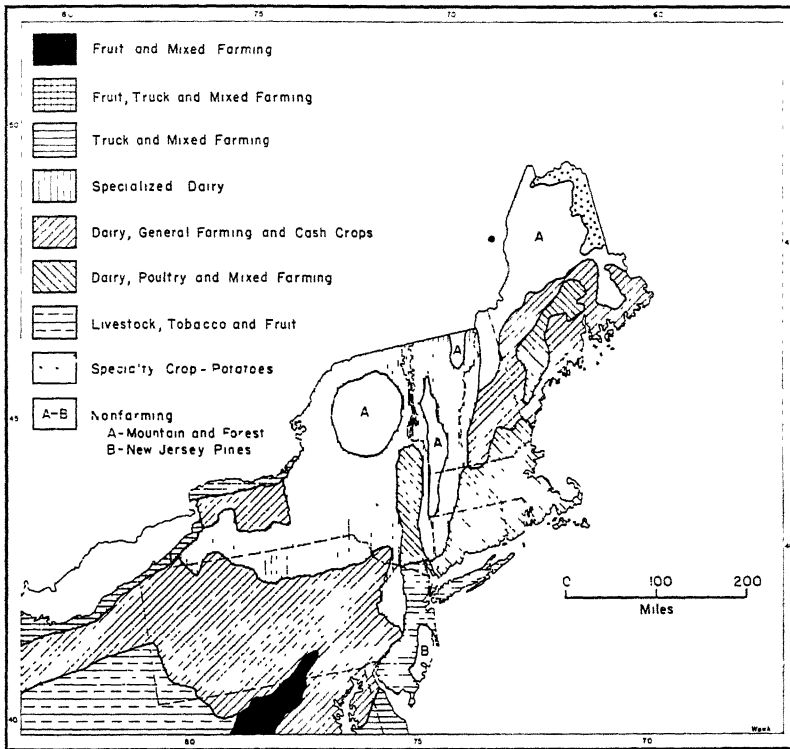 80 75 70 60
Fruit and Mixed Farming
Fruit, Truck and Mixed Farming
Truck and Mixed Farming
50
Specialized Dairy
Dairy, General Farming and Cash Crops
A
Dairy, Poultry and Mixed Farming
Livestock, Tobacco and Fruit
A
Specialty Crop-Potatoes
A
45
A-B Nonfarming
A
A-Mountain and Forest
B-New Jersey Pines
0 100 200
Miles
B
40
80 75 70